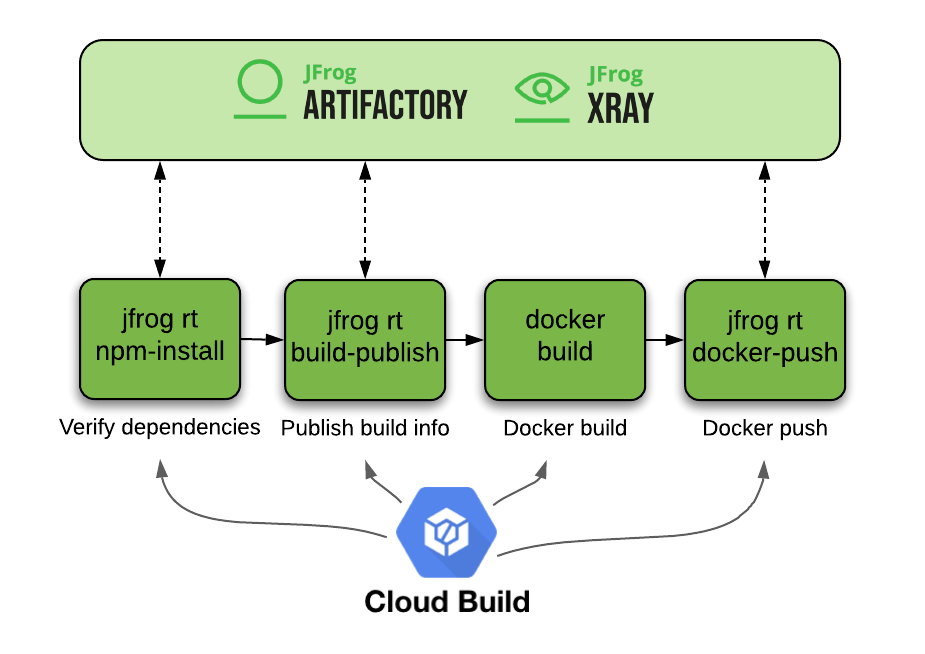 JFrog
ARTIFACTORY
JFrog
XRAY
jfrog rt
npm-install
jfrog rt
build-publish
docker
build
jfrog rt
docker-push
Verify dependencies
Publish build info
Docker build
Docker push
Cloud Build